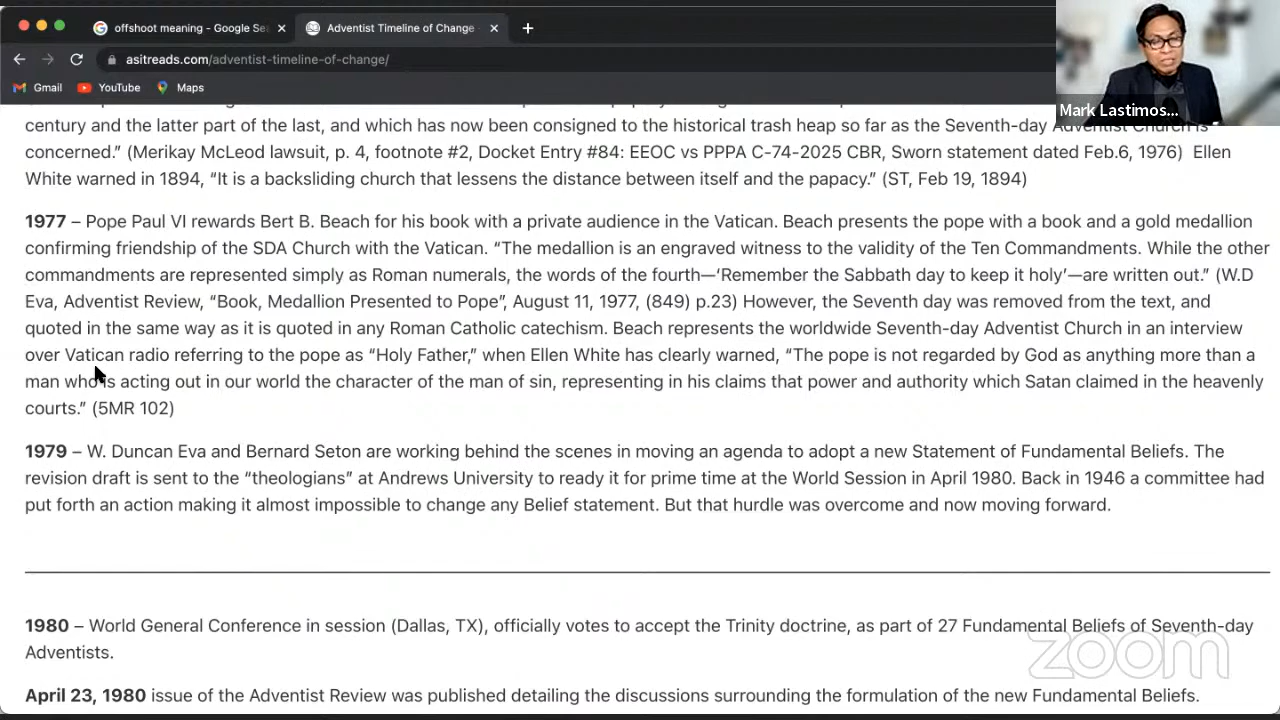 offshoot meaning - Google Sea
Adventist Timeline of Change
asitreads.com/adventist-timeline-of-change/
Gmail YouTube Maps
Mark Lastimos...
century and the latter part of the last, and which has now been consigned to the historical trash heap so far as the Seventh-day Adventist Church is
concerned.” (Merikay McLeod lawsuit, p. 4, footnote #2, Docket Entry #84: EEOC vs PPPA C-74-2025 CBR, Sworn statement dated Feb.6, 1976)  Ellen
White warned in 1894, “It is a backsliding church that lessens the distance between itself and the papacy.” (ST, Feb 19, 1894)
1977 – Pope Paul VI rewards Bert B. Beach for his book with a private audience in the Vatican. Beach presents the pope with a book and a gold medallion
confirming friendship of the SDA Church with the Vatican. “The medallion is an engraved witness to the validity of the Ten Commandments. While the other
commandments are represented simply as Roman numerals, the words of the fourth—‘Remember the Sabbath day to keep it holy’—are written out.” (W.D
Eva, Adventist Review, “Book, Medallion Presented to Pope”, August 11, 1977, (849) p.23) However, the Seventh day was removed from the text, and
quoted in the same way as it is quoted in any Roman Catholic catechism. Beach represents the worldwide Seventh-day Adventist Church in an interview
over Vatican radio referring to the pope as “Holy Father,” when Ellen White has clearly warned, “The pope is not regarded by God as anything more than a
man who is acting out in our world the character of the man of sin, representing in his claims that power and authority which Satan claimed in the heavenly
courts.” (5MR 102)
1979 – W. Duncan Eva and Bernard Seton are working behind the scenes in moving an agenda to adopt a new Statement of Fundamental Beliefs. The
revision draft is sent to the “theologians” at Andrews University to ready it for prime time at the World Session in April 1980. Back in 1946 a committee had
put forth an action making it almost impossible to change any Belief statement. But that hurdle was overcome and now moving forward.
1980 – World General Conference in session (Dallas, TX), officially votes to accept the Trinity doctrine, as part of 27 Fundamental Beliefs of Seventh-day
Adventists.
zoom
April 23, 1980 issue of the Adventist Review was published detailing the discussions surrounding the formulation of the new Fundamental Beliefs.